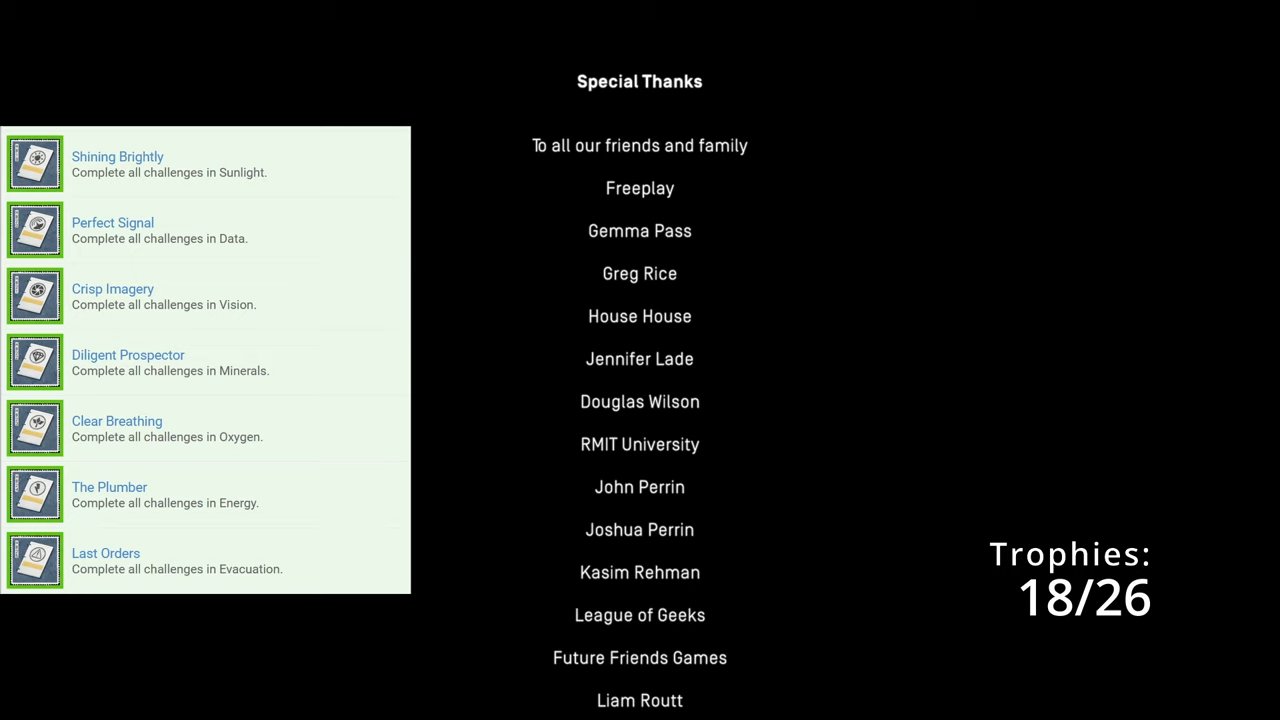 Special Thanks
To all our friends and family
Freeplay
Gemma Pass
Greg Rice
House House
Jennifer Lade
Douglas Wilson
RMIT University
John Perrin
Joshua Perrin
Kasim Rehman
League of Geeks
Future Friends Games
Liam Routt
Shining Brightly
Complete all challenges in Sunlight.
Perfect Signal
Complete all challenges in Data.
Crisp Imagery
Complete all challenges in Vision.
Diligent Prospector
Complete all challenges in Minerals.
Clear Breathing
Complete all challenges in Oxygen.
The Plumber
Complete all challenges in Energy.
Last Orders
Complete all challenges in Evacuation.
Trophies:
18/26